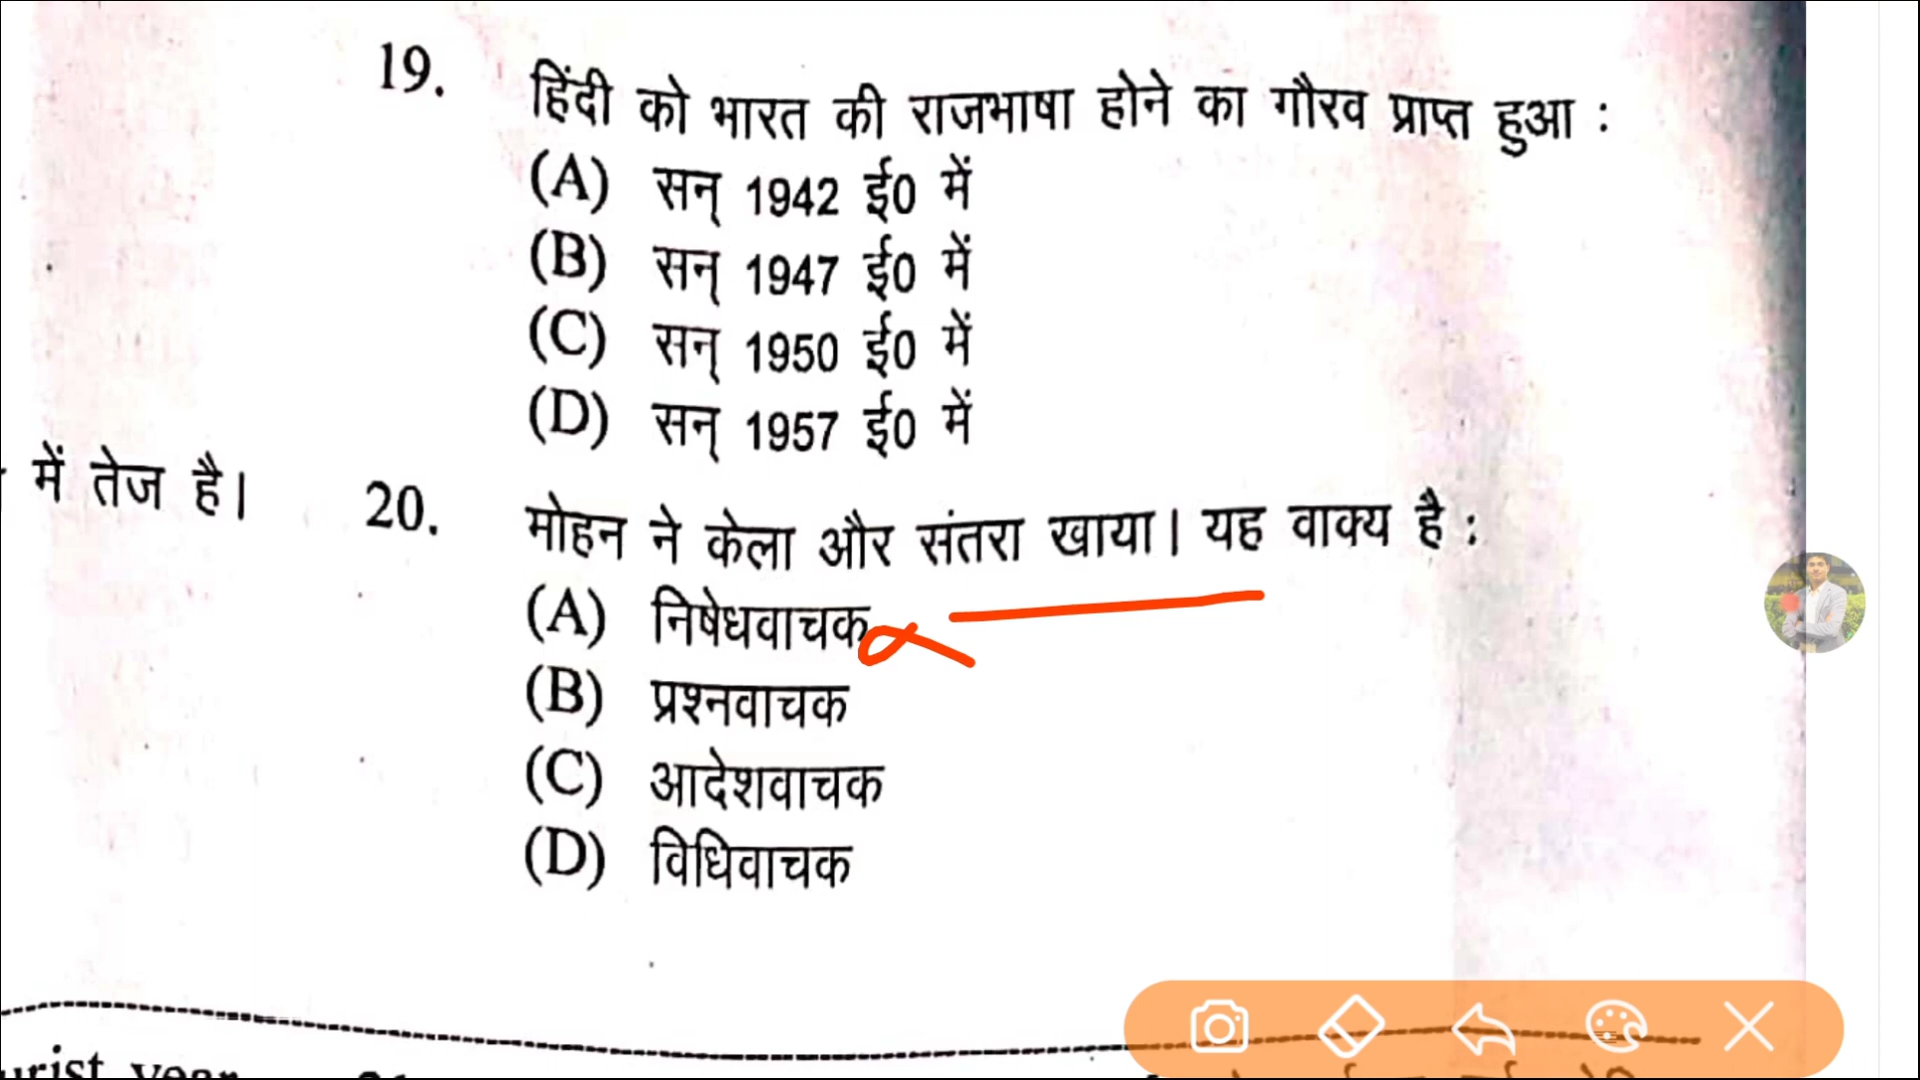 19.
हिंदी को भारत की राजभाषा होने का गौरव प्राप्त हुआ :
(A) सन् 1942 ई0 में
(B) सन् 1947 ई0 में
(C) सन् 1950 ई0 में
(D) सन् 1957 ई0 में
में तेज है।
20. मोहन ने केला और संतरा खाया। यह वाक्य है :
(A) निषेधवाचक
(B) प्रश्नवाचक
(C) आदेशवाचक
(D) विधिवाचक